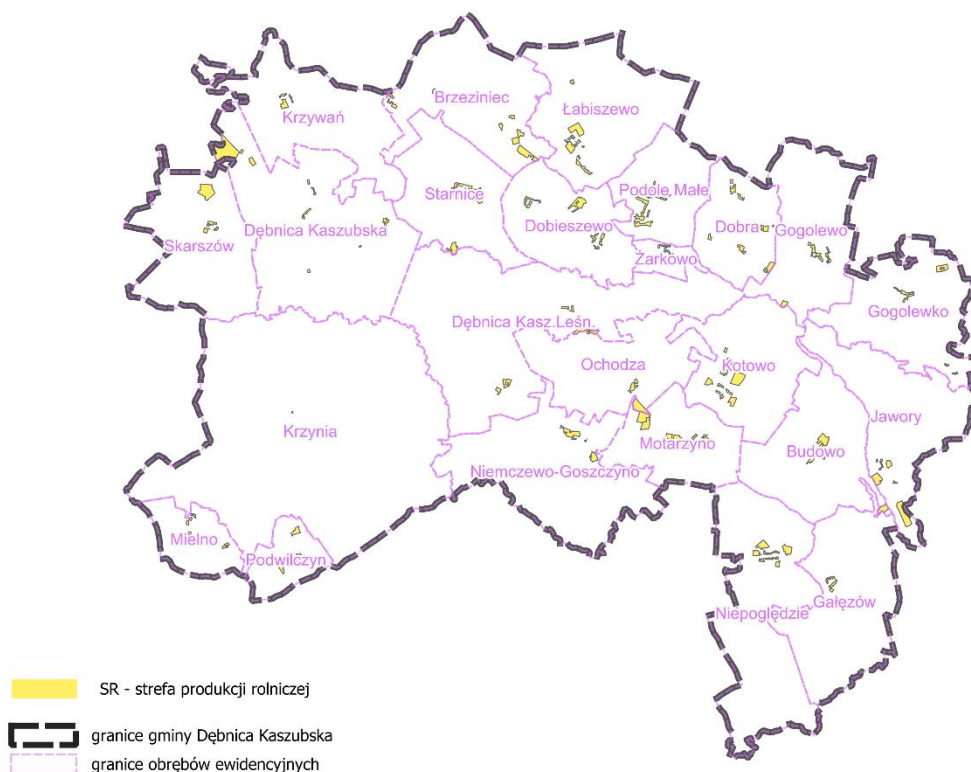 Brzeziniec
Łabiszewo
Krzywań
Starnice
Podole Małe
Dębnica Kaszubska
Dobieszewo
Dobra
Gogolewo
Skarszów
Żarkowo
Gogolewko
Dębnica Kasz.Leśn.
Ochodza
Kotowo
Jawory
Krzynia
Motarzyno
Budowo
Niemczewo-Goszczyno
Mielno
Podwilczyn
Niepoględzie
Gałęzów
SR - strefa produkcji rolniczej
granice gminy Dębnica Kaszubska
granice obrębów ewidencyjnych